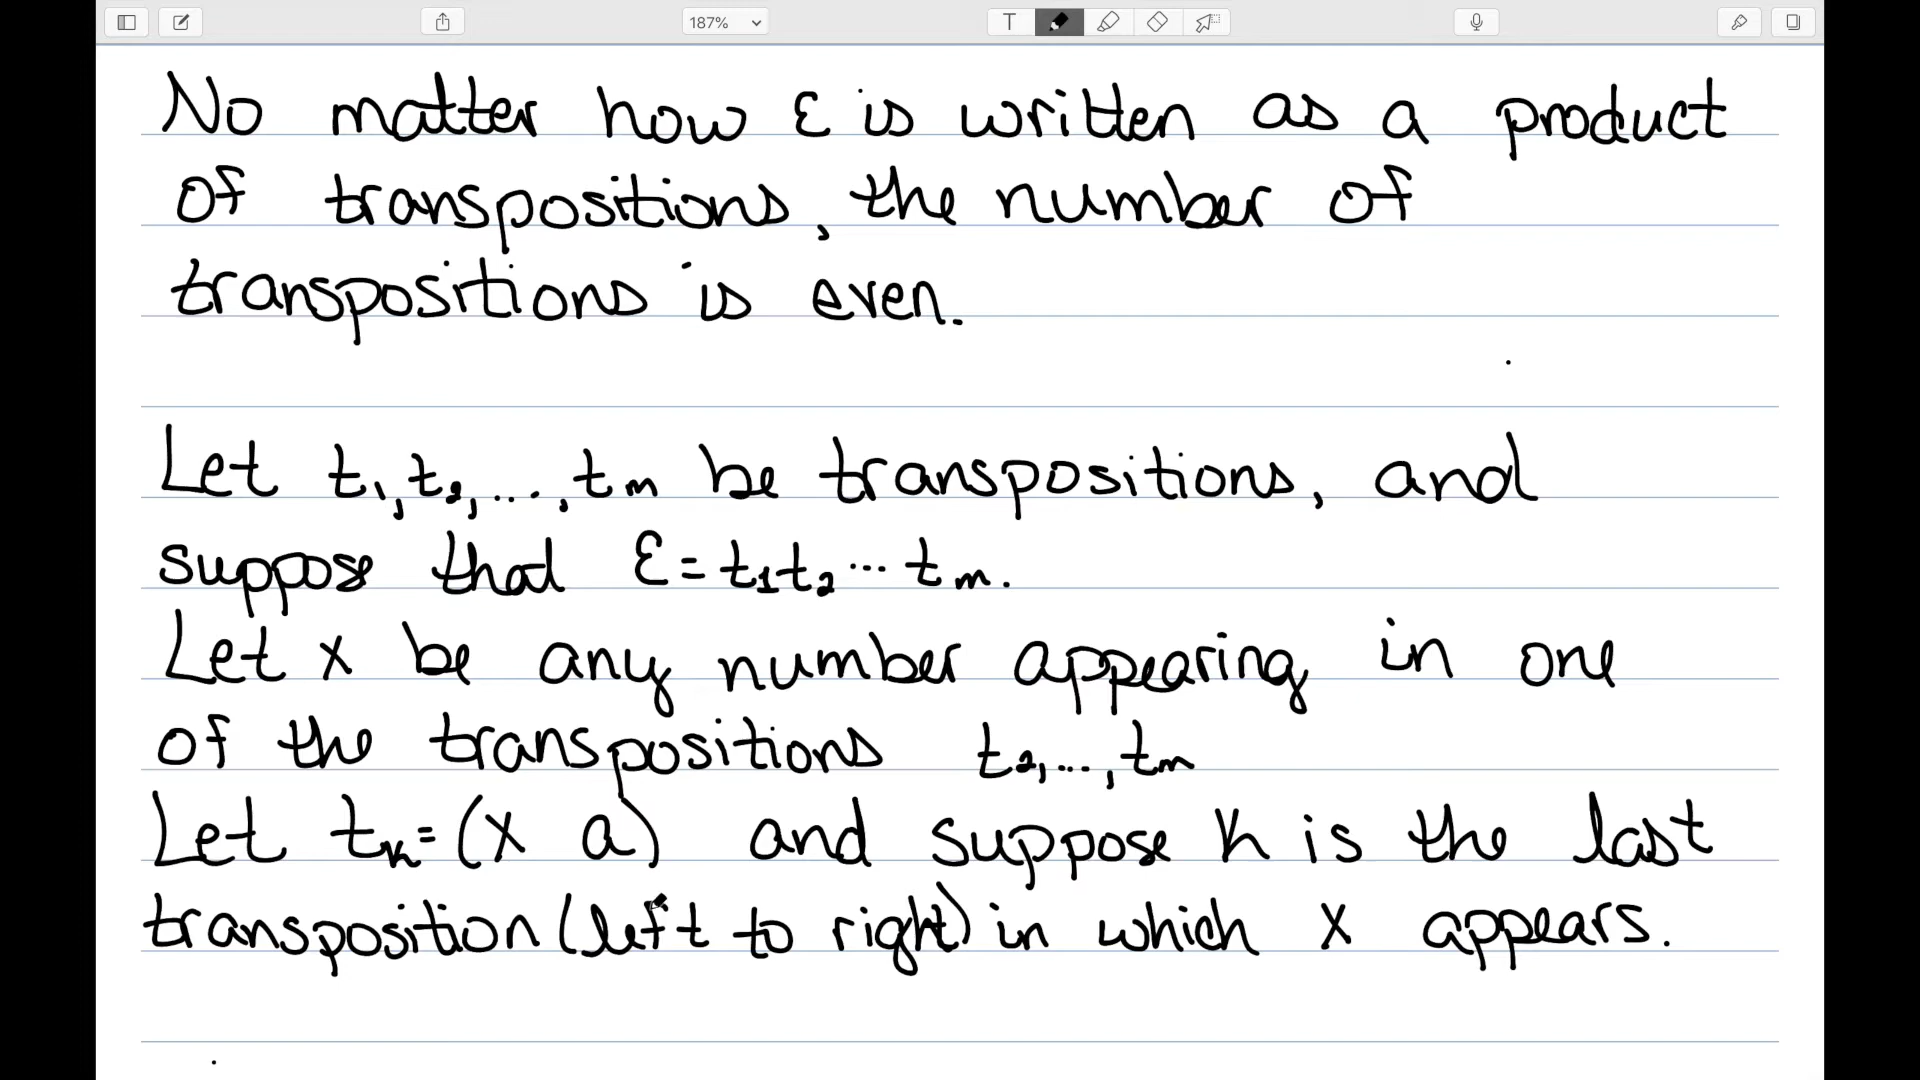 187%
T
No matter how ε is written as a product
of transpositions, the number of
transpositions is even.
Let t₁, t₂, ..., tₘ be transpositions, and
suppose that ε = t₁t₂ ⋯ tₘ.
Let x be any number appearing in one
of the transpositions t₂, ..., tₘ
Let tₖ = (x a) and suppose k is the last
transposition (left to right) in which x appears.